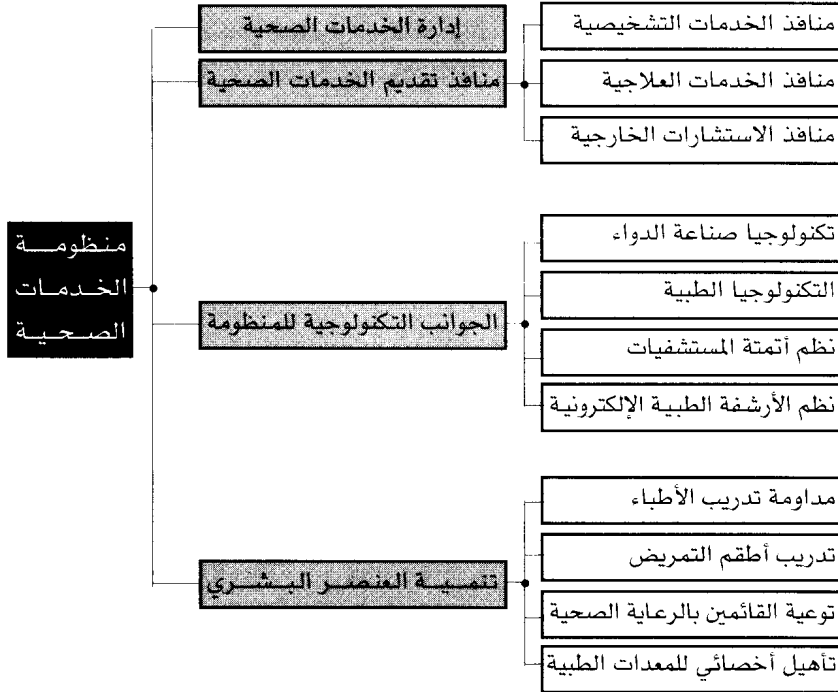 منظومة
الخدمات
الصحية
إدارة الخدمات الصحية
منافذ تقديم الخدمات الصحية
منافذ الخدمات التشخيصية
منافذ الخدمات العلاجية
منافذ الاستشارات الخارجية
الجوانب التكنولوجية للمنظومة
تكنولوجيا صناعة الدواء
التكنولوجيا الطبية
نظم أتمتة المستشفيات
نظم الأرشفة الطبية الإلكترونية
تنمية العنصر البشري
مداومة تدريب الأطباء
تدريب أطقم التمريض
توعية القائمين بالرعاية الصحية
تأهيل أخصائي للمعدات الطبية